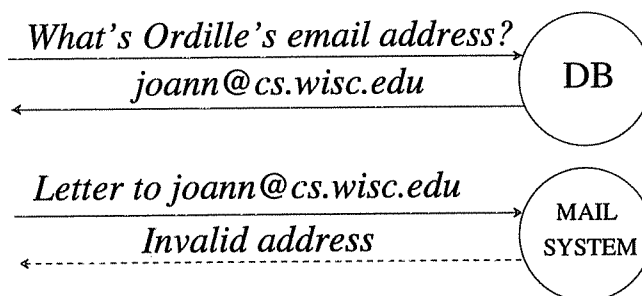 What's Ordille's email address?
DB
joann@cs.wisc.edu
Letter to joann@cs.wisc.edu
MAIL
SYSTEM
Invalid address